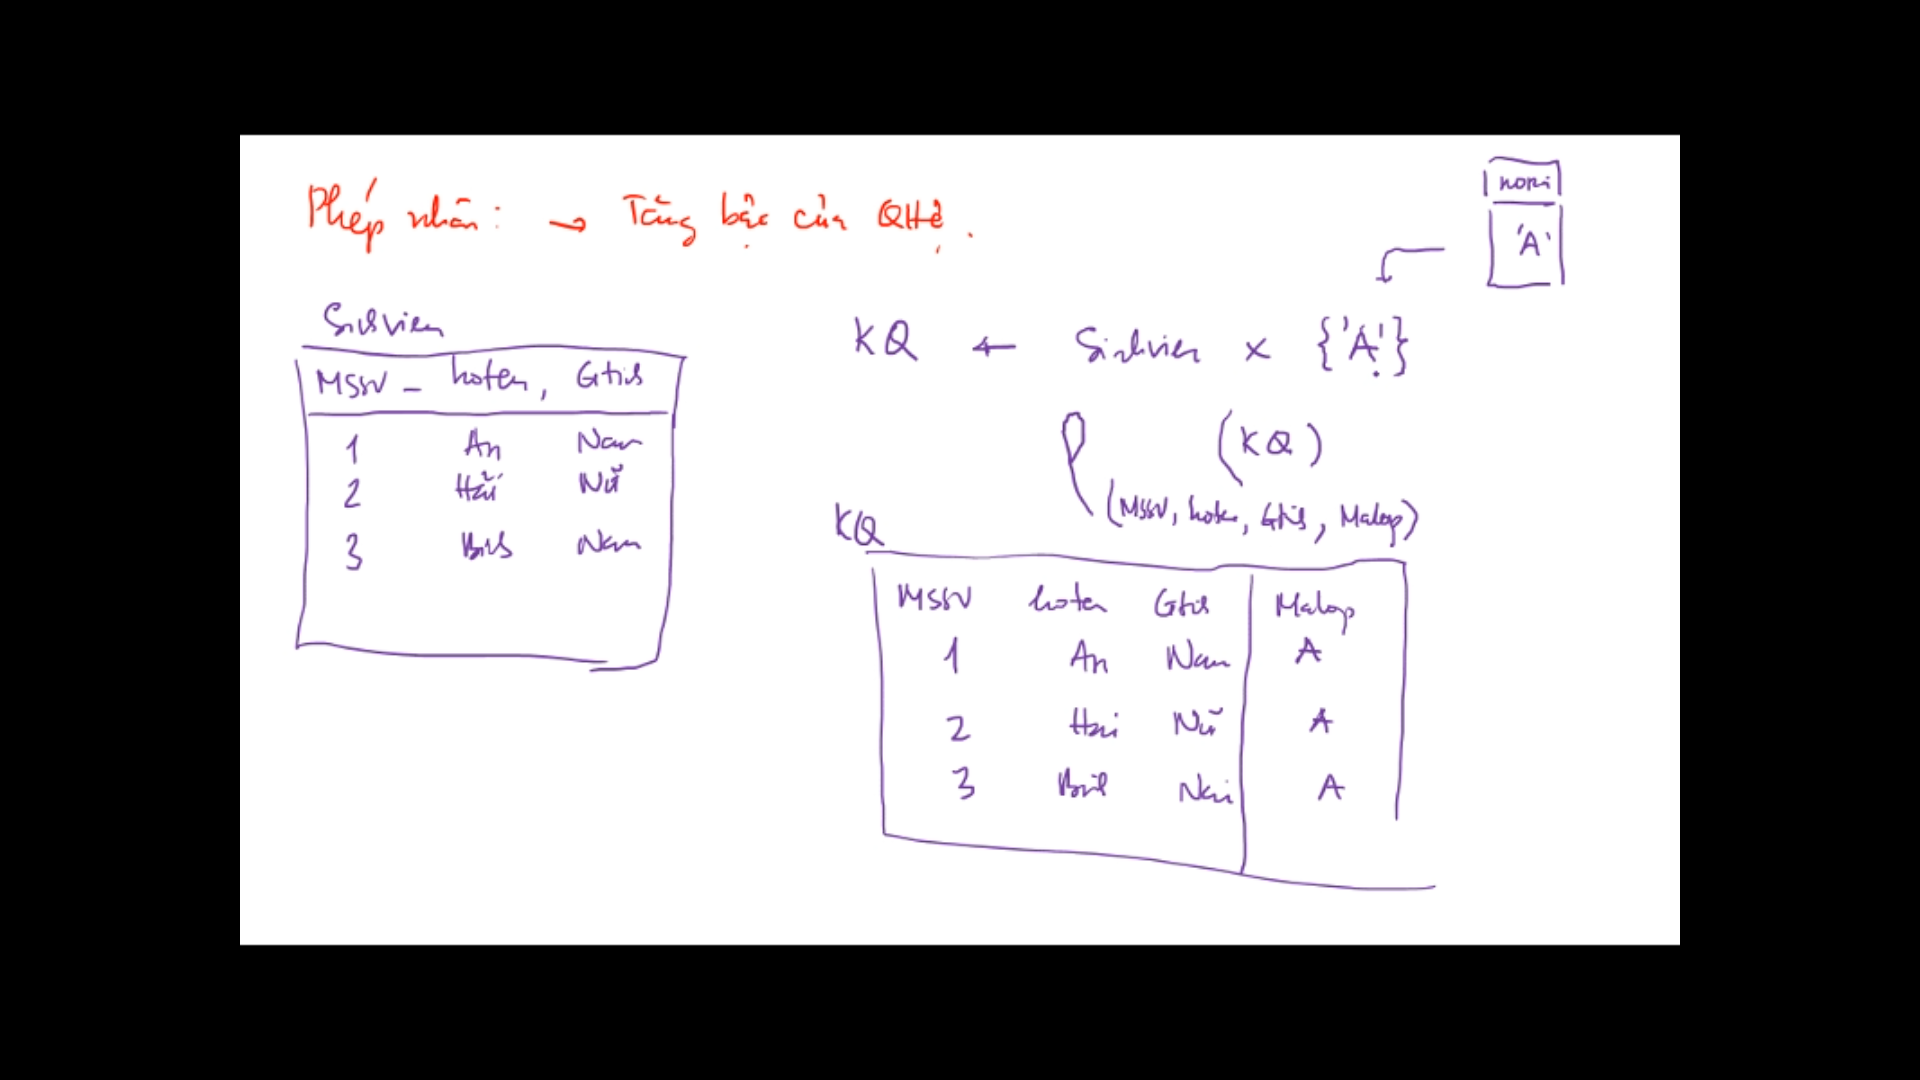 Phép nhân: → Tăng bậc của QHệ.
'A'
Sinhvien
MSSV - hoten, Gtinh
1 An Nam
2 Hải Nữ
3 Bình Nam
KQ ← Sinhvien × {'A'}
ρ (MSSV, hoten, Gtinh, Malop) (KQ)
KQ
MSSV hoten Gtinh Malop
1 An Nam A
2 Hai Nữ A
3 Bình Nam A